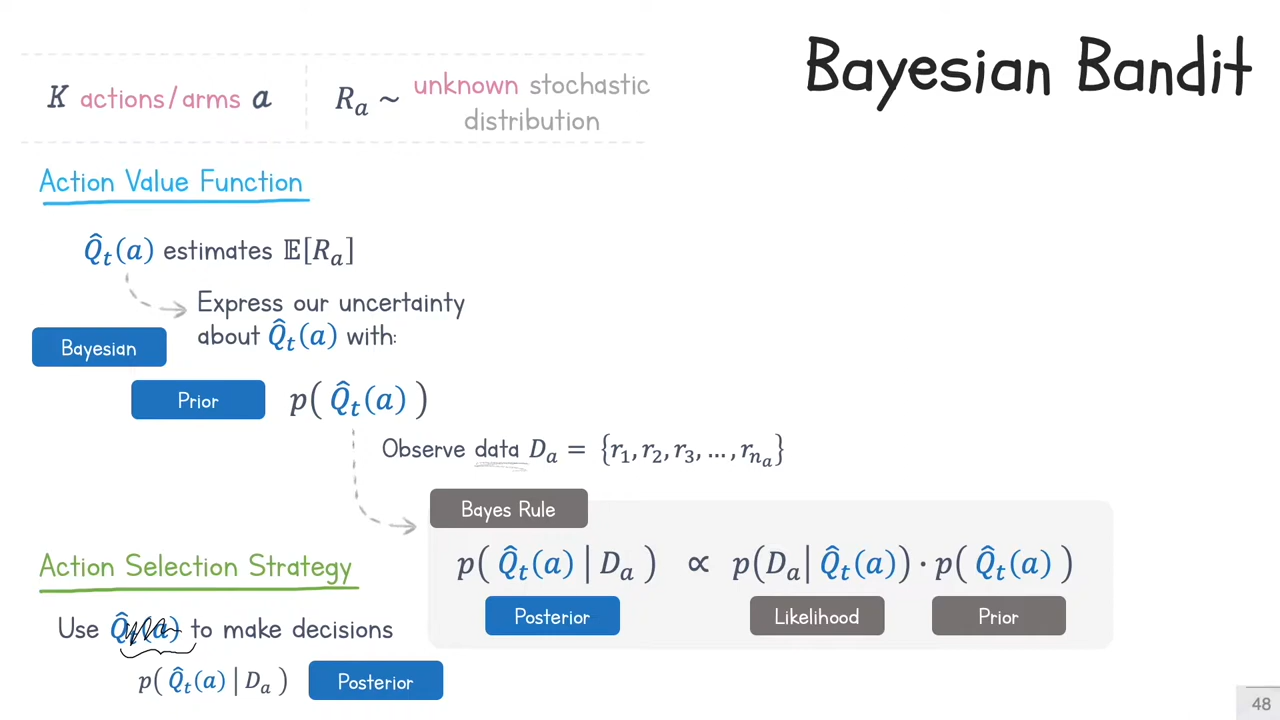 Bayesian Bandit
K actions/arms a
R_a ~ unknown stochastic
distribution
Action Value Function
Q̂_t(a) estimates 𝔼[R_a]
Express our uncertainty
about Q̂_t(a) with:
Bayesian
Prior p( Q̂_t(a) )
Observe data D_a = {r_1, r_2, r_3, …, r_{n_a}}
Bayes Rule
p( Q̂_t(a) | D_a ) ∝ p(D_a| Q̂_t(a)) · p( Q̂_t(a) )
Posterior Likelihood Prior
Action Selection Strategy
Use Q̂_t(a) to make decisions
p( Q̂_t(a) | D_a ) Posterior
48